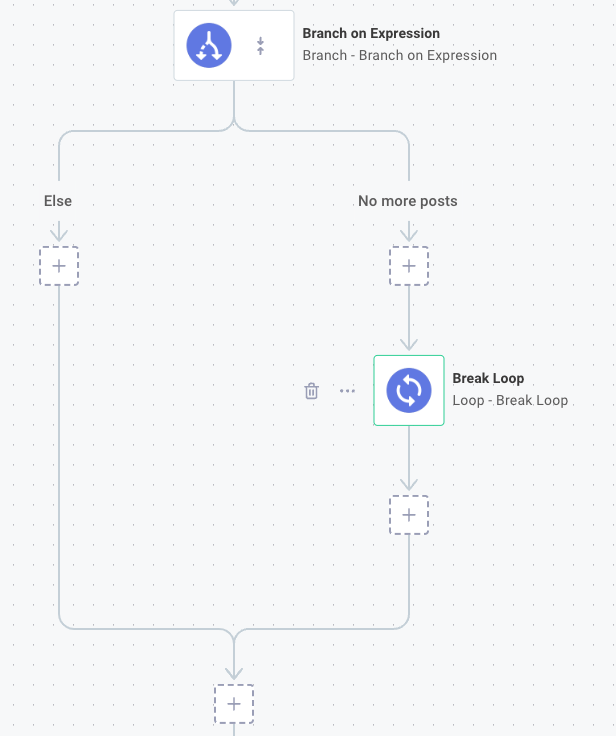 Branch on Expression
Branch - Branch on Expression
Else
No more posts
Break Loop
Loop - Break Loop